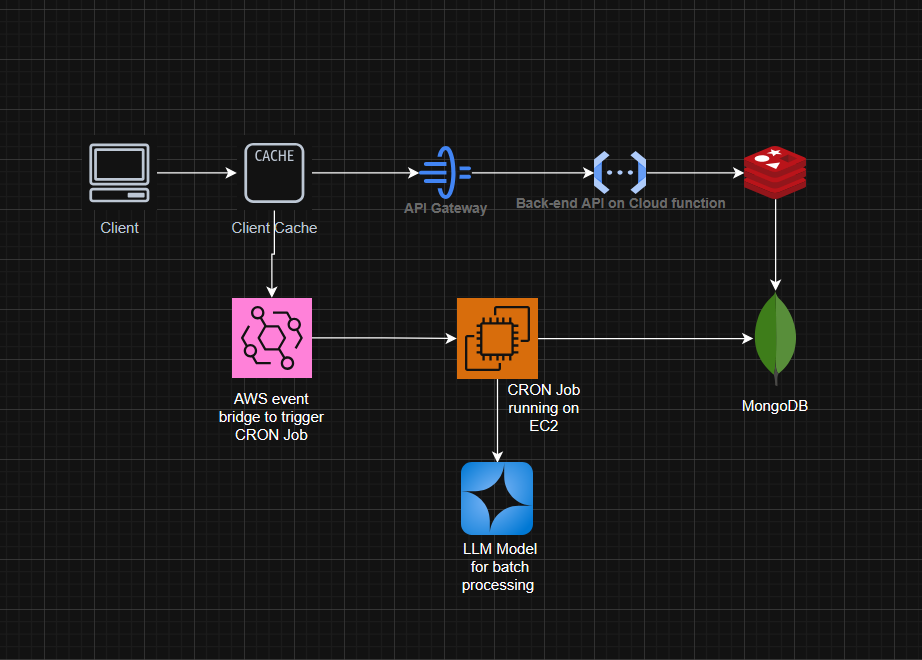 CACHE
Client
Client Cache
API Gateway
Back-end API on Cloud function
AWS event
bridge to trigger
CRON Job
CRON Job
running on
EC2
MongoDB
LLM Model
for batch
processing